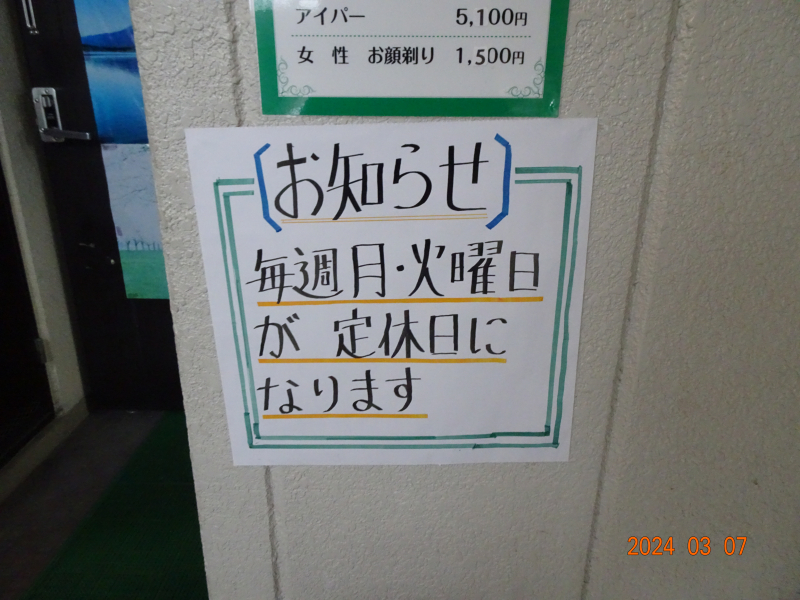 アイパー 5,100円
女性 お顔剃り 1,500円
〔お知らせ〕
毎週月・火曜日
が 定休日に
なります
2024 03 07